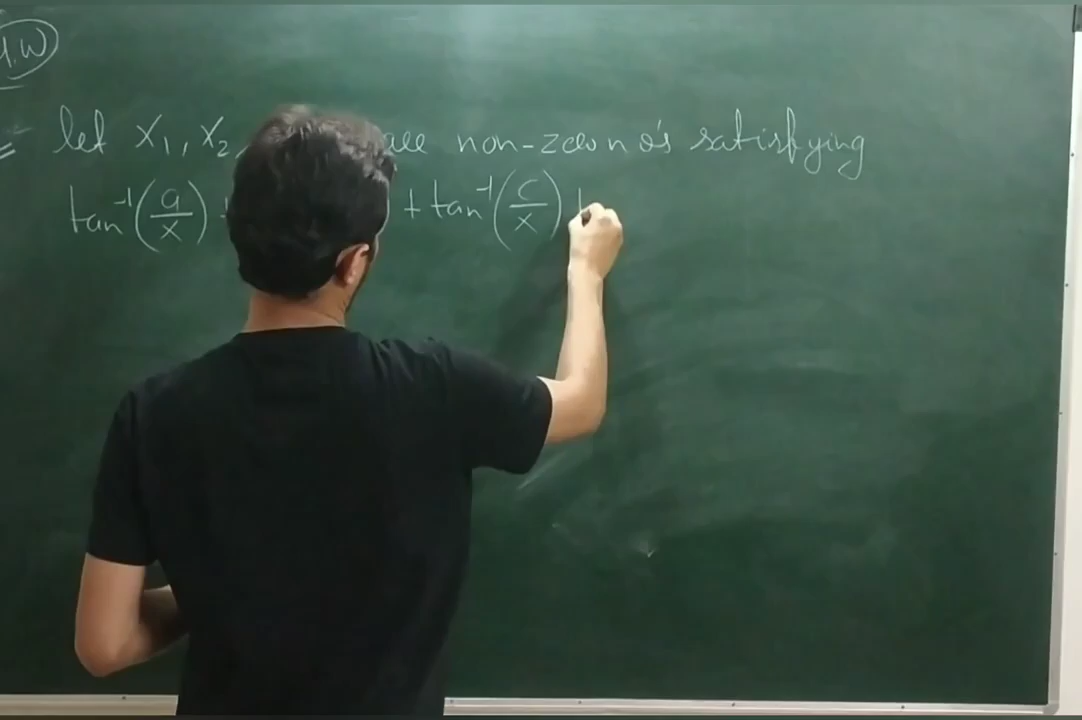 H.W
let x₁, x₂, are non-zero no's satisfying
tan⁻¹(a/x) + + tan⁻¹(c/x) +